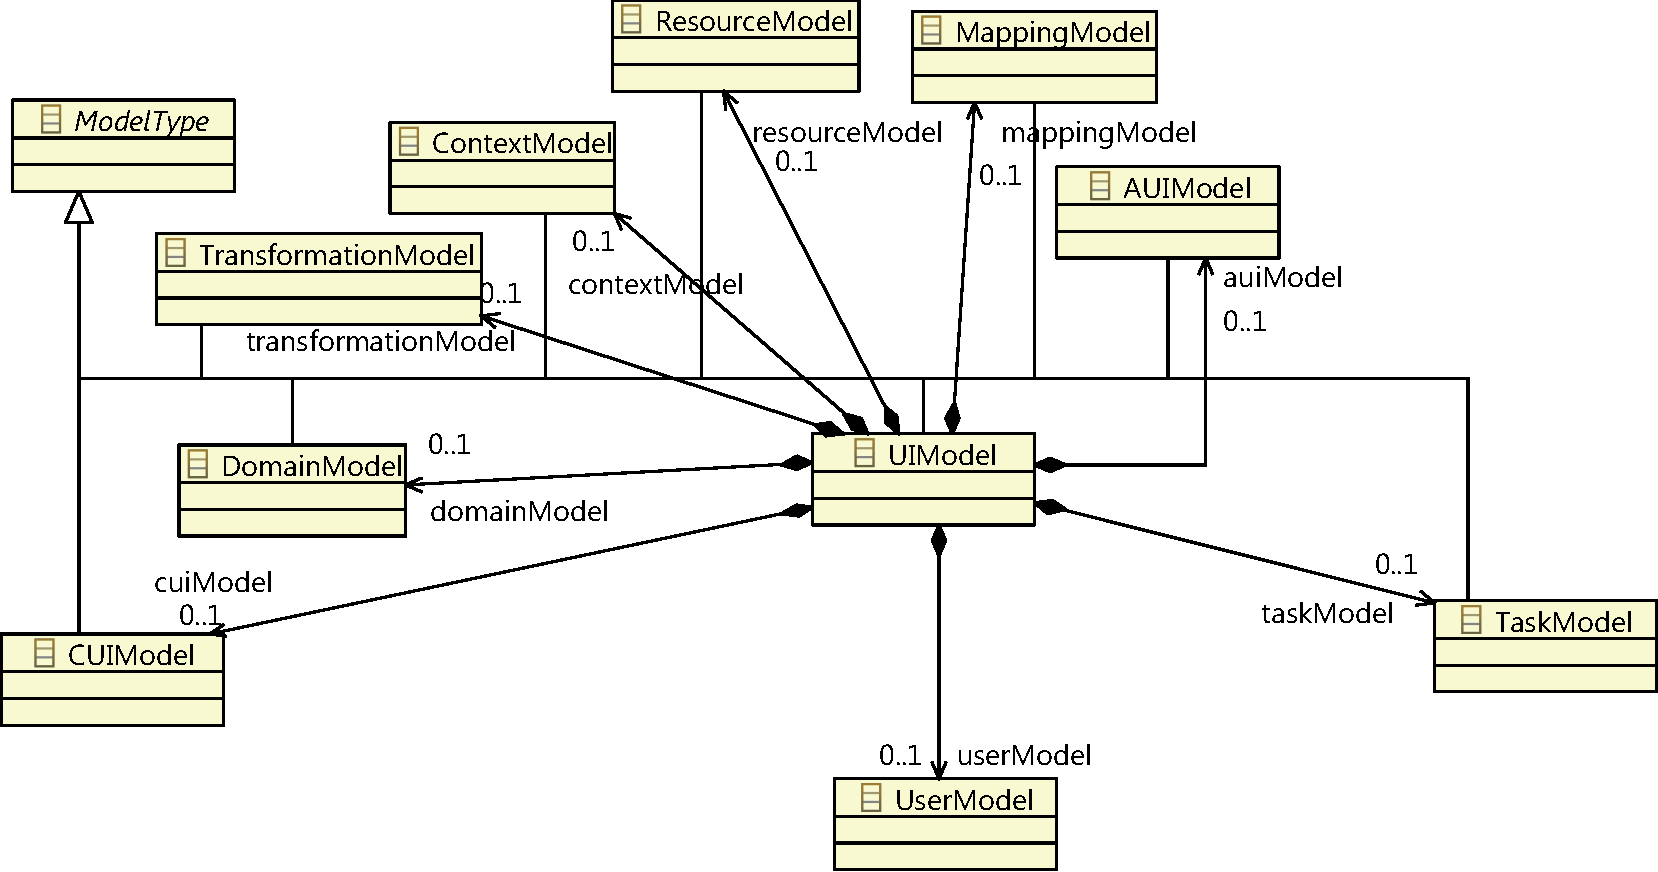 ResourceModel
MappingModel
ModelType
ContextModel
resourceModel
0..1
mappingModel
0..1
AUIModel
TransformationModel
0..1
contextModel
auiModel
0..1
0..1
transformationModel
DomainModel
0..1
UIModel
domainModel
cuiModel
0..1
0..1
taskModel
CUIModel
TaskModel
0..1 userModel
UserModel